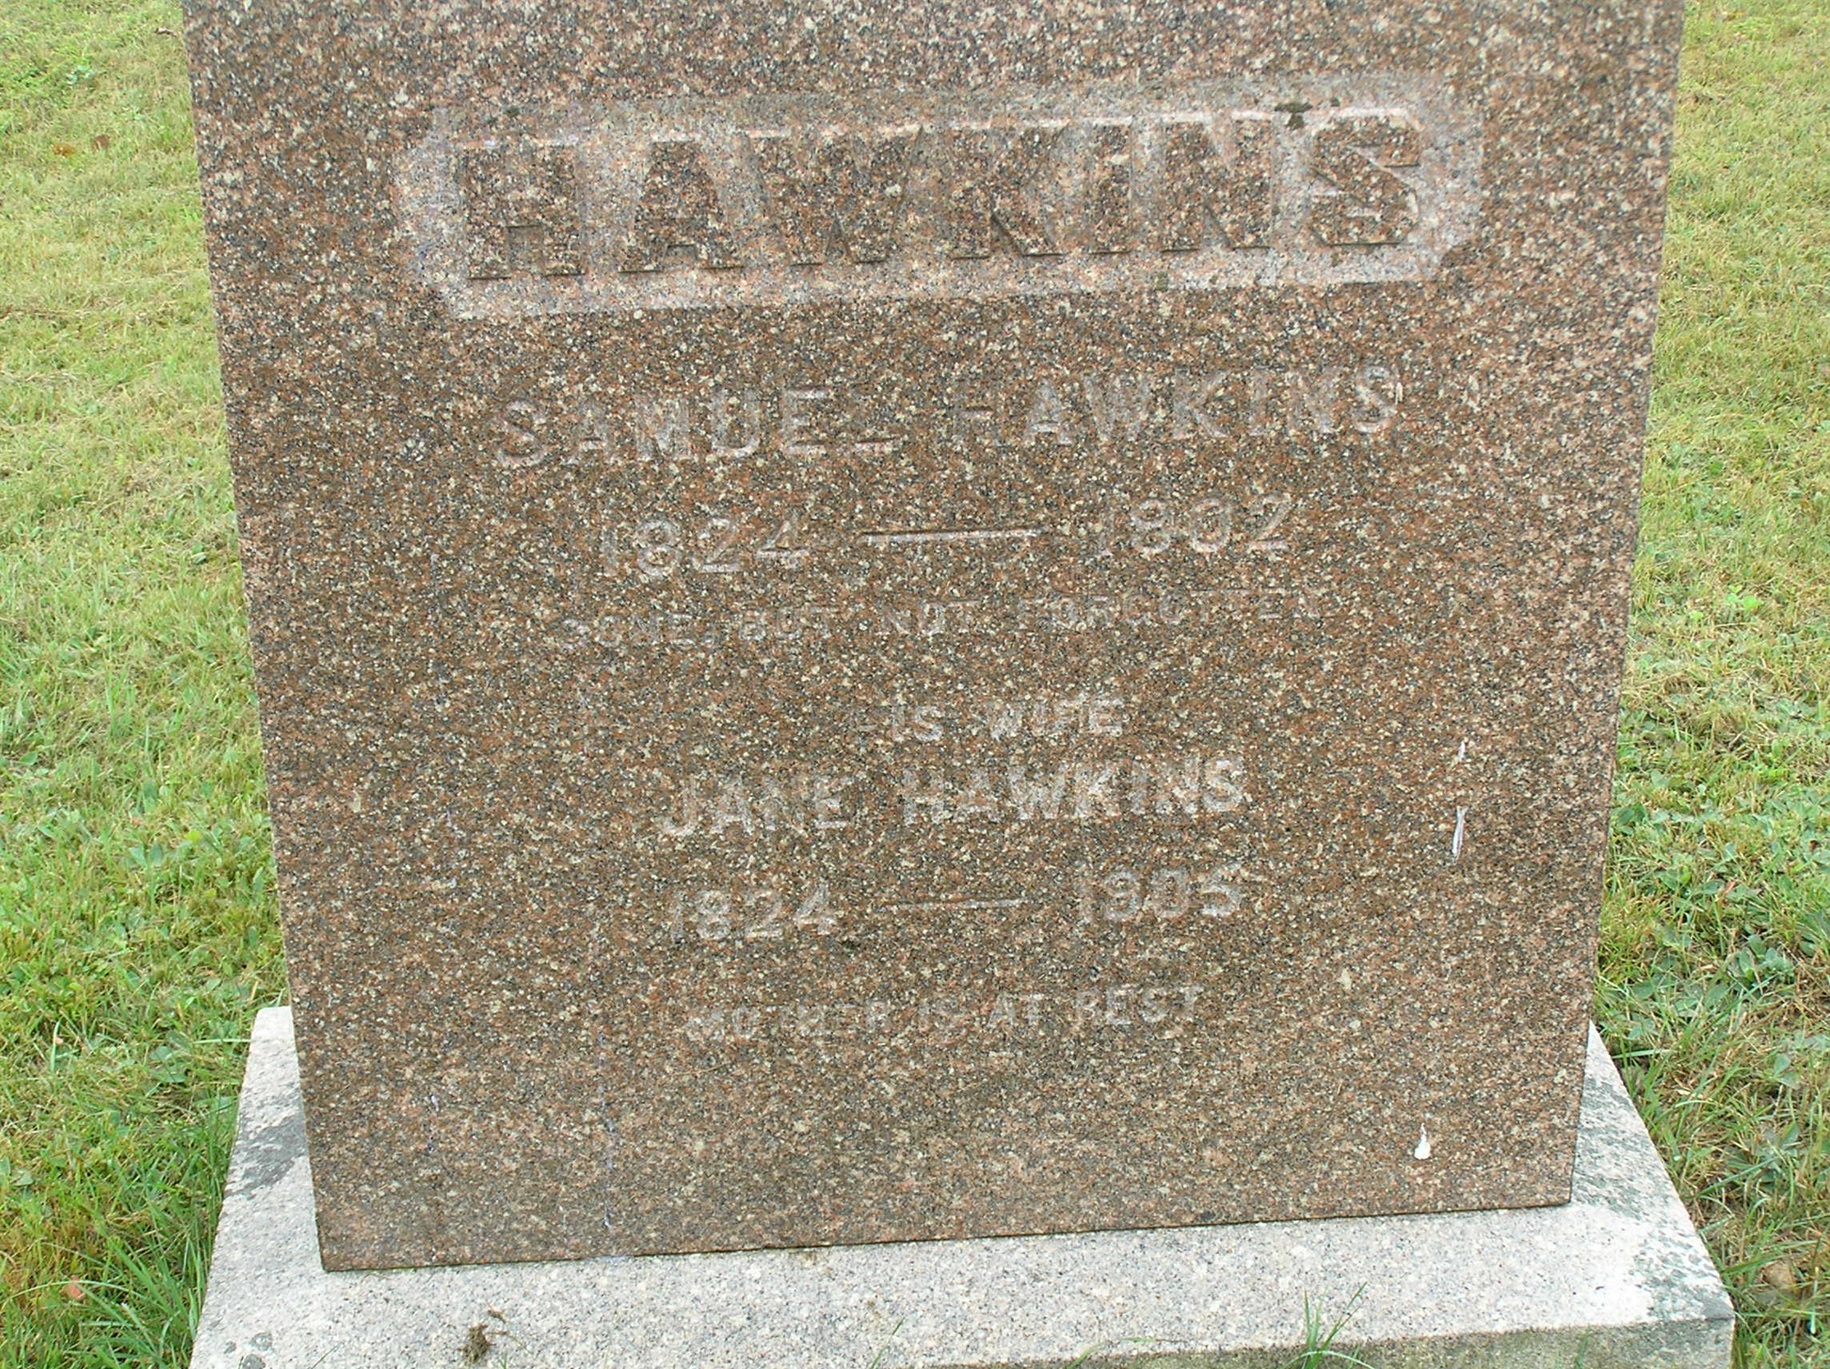 HAWKINS
SAMUEL HAWKINS
1824 — 1902
GONE, BUT NOT FORGOTTEN
HIS WIFE
JANE HAWKINS
1824 — 1905
MOTHER IS AT REST